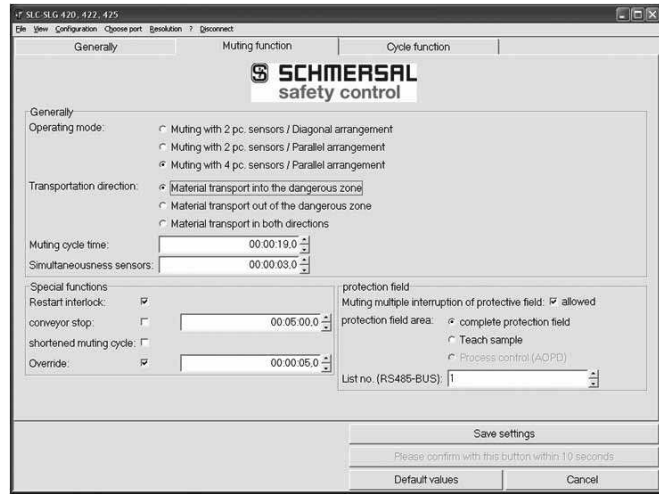 SLC-SLG 420, 422, 425
File View Configuration Choose port Resolution ? Disconnect
Generally Muting function Cycle function
SCHMERSAL
safety control
Generally
Operating mode: Muting with 2 pc. sensors / Diagonal arrangement
Muting with 2 pc. sensors / Parallel arrangement
Muting with 4 pc. sensors / Parallel arrangement
Transportation direction: Material transport into the dangerous zone
Material transport out of the dangerous zone
Material transport in both directions
Muting cycle time: 00:00:19,0
Simultaneousness sensors: 00:00:03,0
Special functions
Restart interlock:
conveyor stop: 00:05:00,0
shortened muting cycle:
Override: 00:00:05,0
protection field
Muting multiple interruption of protective field: allowed
protection field area: complete protection field
Teach sample
Process control (AOPD)
List no. (RS485-BUS): 1
Save settings
Please confirm with this button within 10 seconds
Default values Cancel